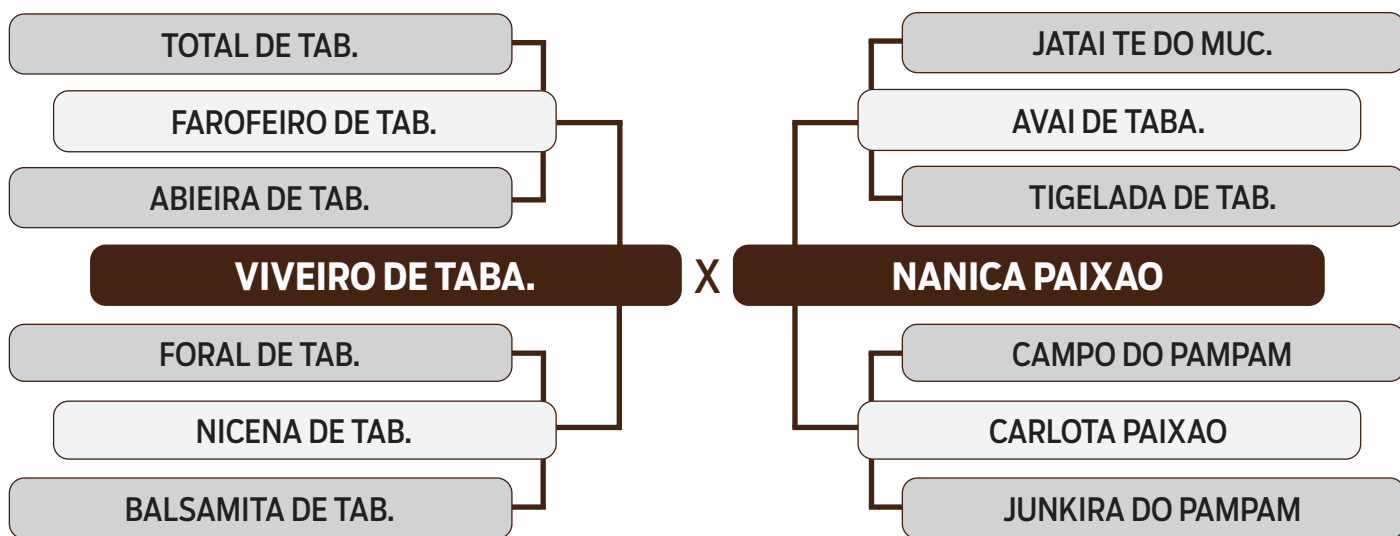 TOTAL DE TAB.
FAROFEIRO DE TAB.
ABIEIRA DE TAB.
VIVEIRO DE TABA.
FORAL DE TAB.
NICENA DE TAB.
BALSAMITA DE TAB.
X
JATAI TE DO MUC.
AVAI DE TABA.
TIGELADA DE TAB.
NANICA PAIXAO
CAMPO DO PAMPAM
CARLOTA PAIXAO
JUNKIRA DO PAMPAM